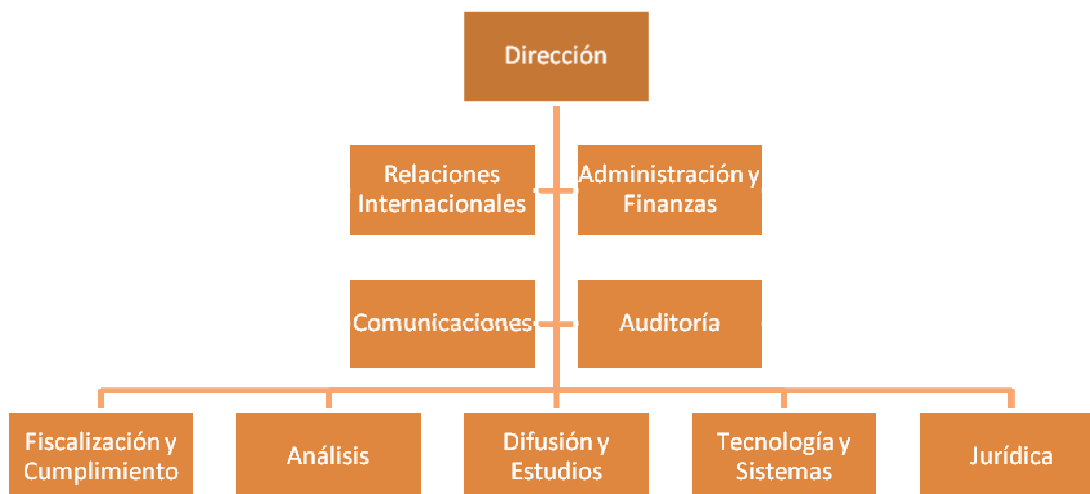 Dirección
Relaciones
Internacionales
Administración y
Finanzas
Comunicaciones
Auditoría
Fiscalización y
Cumplimiento
Análisis
Difusión y
Estudios
Tecnología y
Sistemas
Jurídica